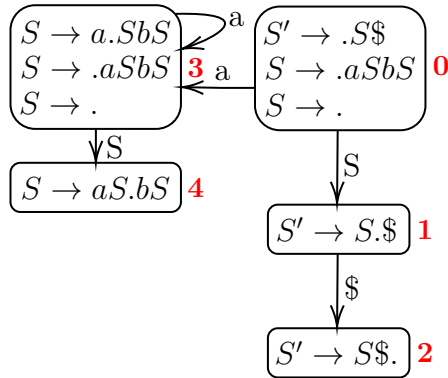 S → a.SbS
S → .aSbS
S → .
3
a
a
S' → .S$
S → .aSbS
S → .
0
S
S → aS.bS
4
S
S' → S.$
1
$
S' → S$.
2